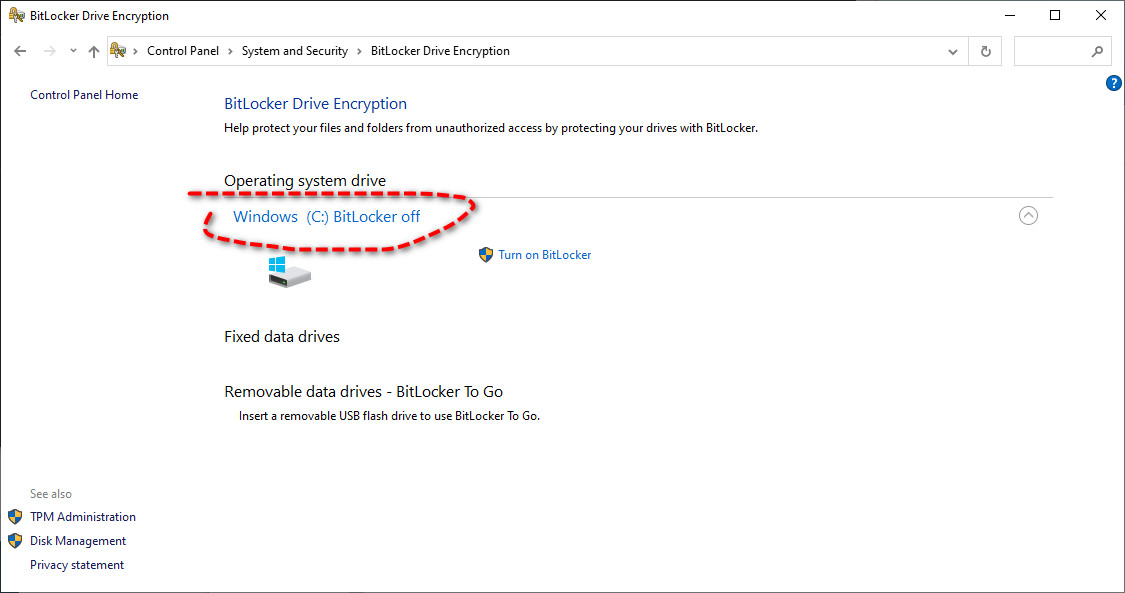 BitLocker Drive Encryption
Control Panel > System and Security > BitLocker Drive Encryption
?
Control Panel Home
BitLocker Drive Encryption
Help protect your files and folders from unauthorized access by protecting your drives with BitLocker.
Operating system drive
Windows (C:) BitLocker off
Turn on BitLocker
Fixed data drives
Removable data drives - BitLocker To Go
Insert a removable USB flash drive to use BitLocker To Go.
See also
TPM Administration
Disk Management
Privacy statement